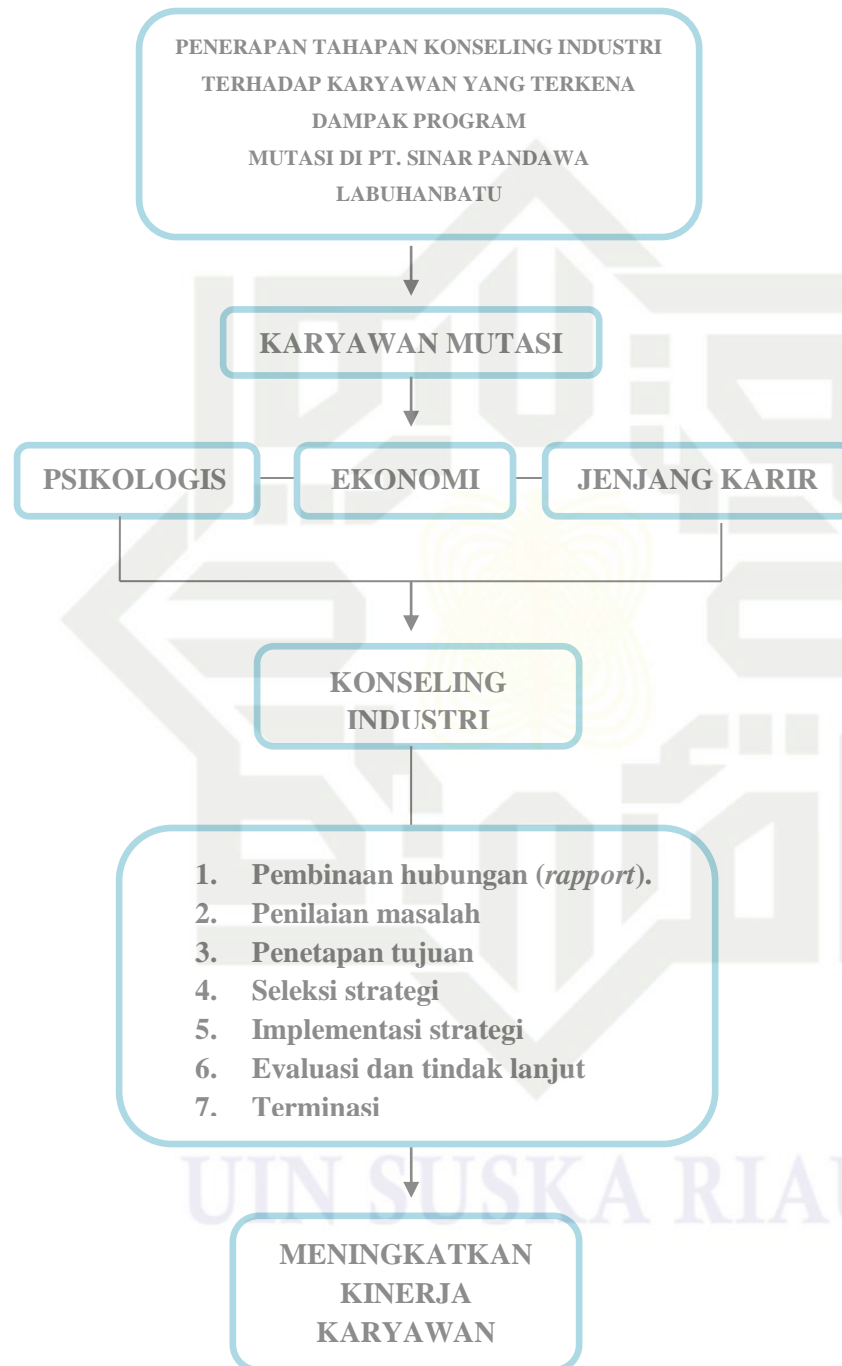 PENERAPAN TAHAPAN KONSELING INDUSTRI
TERHADAP KARYAWAN YANG TERKENA
DAMPAK PROGRAM
MUTASI DI PT. SINAR PANDAWA
LABUHANBATU
KARYAWAN MUTASI
PSIKOLOGIS EKONOMI JENJANG KARIR
KONSELING
INDUSTRI
1. Pembinaan hubungan (rapport).
2. Penilaian masalah
3. Penetapan tujuan
4. Seleksi strategi
5. Implementasi strategi
6. Evaluasi dan tindak lanjut
7. Terminasi
UIN SUSKA RIAU
MENINGKATKAN
KINERJA
KARYAWAN